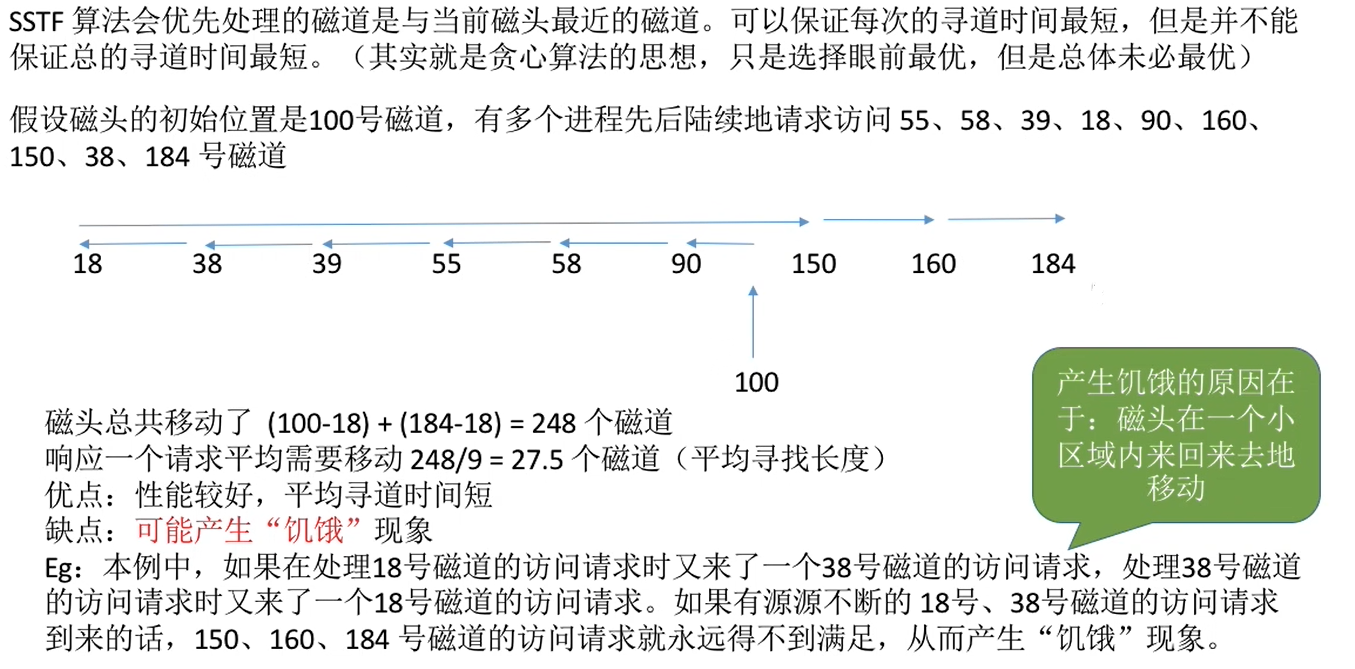 SSTF 算法会优先处理的磁道是与当前磁头最近的磁道。可以保证每次的寻道时间最短，但是并不能
保证总的寻道时间最短。（其实就是贪心算法的思想，只是选择眼前最优，但是总体未必最优）
假设磁头的初始位置是100号磁道，有多个进程先后陆续地请求访问 55、58、39、18、90、160、
150、38、184 号磁道
18 38 39 55 58 90 150 160 184
100
磁头总共移动了 (100-18) + (184-18) = 248 个磁道
响应一个请求平均需要移动 248/9 = 27.5 个磁道（平均寻找长度）
优点：性能较好，平均寻道时间短
缺点：可能产生“饥饿”现象
产生饥饿的原因在
于：磁头在一个小
区域内来回来去地
移动
Eg：本例中，如果在处理18号磁道的访问请求时又来了一个38号磁道的访问请求，处理38号磁道
的访问请求时又来了一个18号磁道的访问请求。如果有源源不断的 18号、38号磁道的访问请求
到来的话，150、160、184 号磁道的访问请求就永远得不到满足，从而产生“饥饿”现象。